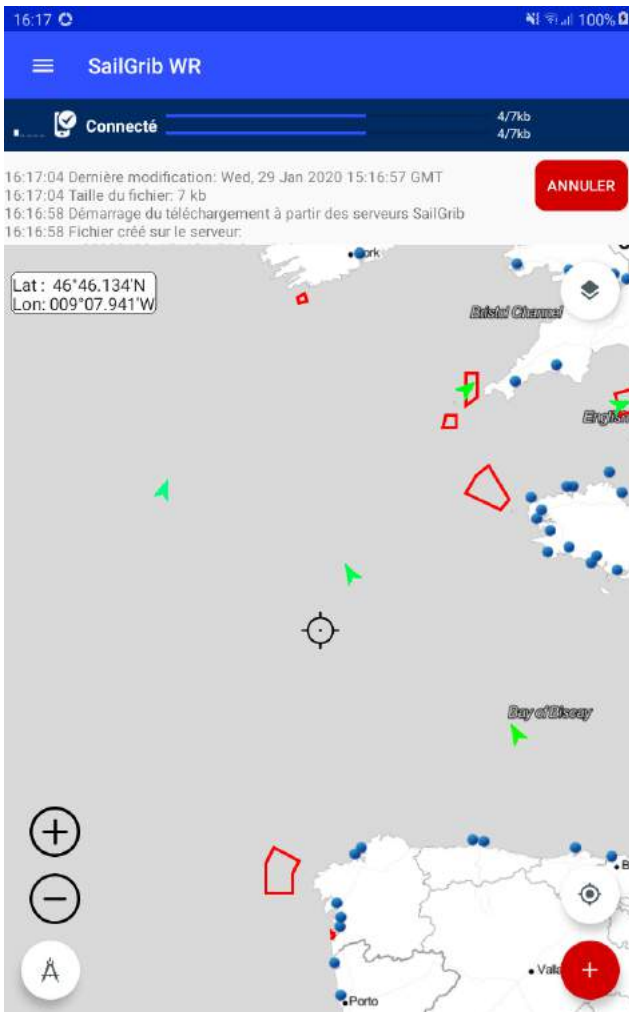 16:17
100%
SailGrib WR
Connecté
4/7kb
4/7kb
16:17:04 Dernière modification: Wed, 29 Jan 2020 15:16:57 GMT
16:17:04 Taille du fichier: 7 kb
16:16:58 Démarrage du téléchargement à partir des serveurs SailGrib
16:16:58 Fichier créé sur le serveur:
ANNULER
Lat : 46°46.134'N
Lon: 009°07.941'W
Bristol Channel
English
Bay of Biscay
Porto